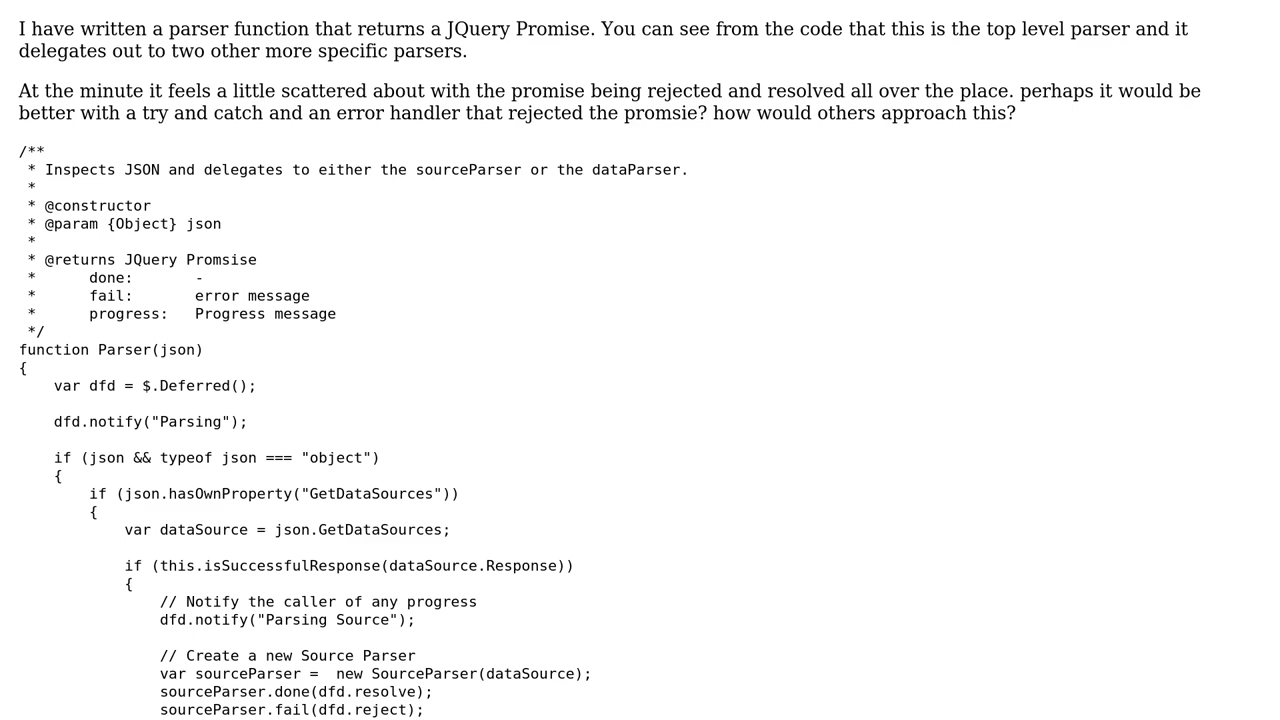 I have written a parser function that returns a JQuery Promise. You can see from the code that this is the top level parser and it
delegates out to two other more specific parsers.
At the minute it feels a little scattered about with the promise being rejected and resolved all over the place. perhaps it would be
better with a try and catch and an error handler that rejected the promsie? how would others approach this?
/**
 * Inspects JSON and delegates to either the sourceParser or the dataParser.
 *
 * @constructor
 * @param {Object} json
 *
 * @returns JQuery Promsise
 *      done:       -
 *      fail:       error message
 *      progress:   Progress message
 */
function Parser(json)
{
    var dfd = $.Deferred();
    dfd.notify("Parsing");
    if (json && typeof json === "object")
    {
        if (json.hasOwnProperty("GetDataSources"))
        {
            var dataSource = json.GetDataSources;
            if (this.isSuccessfulResponse(dataSource.Response))
            {
                // Notify the caller of any progress
                dfd.notify("Parsing Source");
                // Create a new Source Parser
                var sourceParser =  new SourceParser(dataSource);
                sourceParser.done(dfd.resolve);
                sourceParser.fail(dfd.reject);